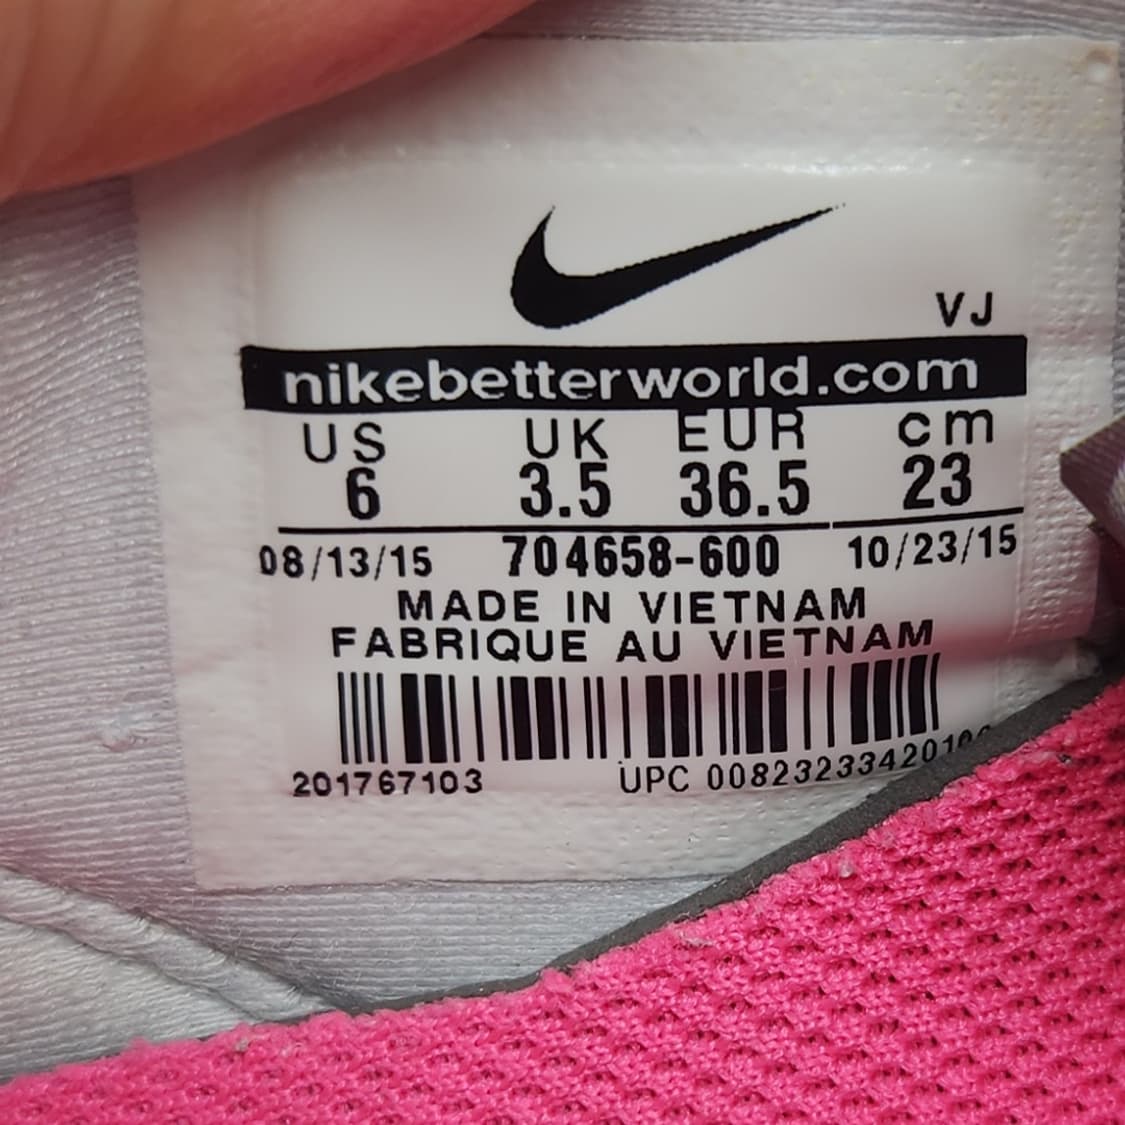 VJ
nikebetterworld.com
US UK EUR cm
6 3.5 36.5 23
08/13/15 704658-600 10/23/15
MADE IN VIETNAM
FABRIQUE AU VIETNAM
201767103 UPC